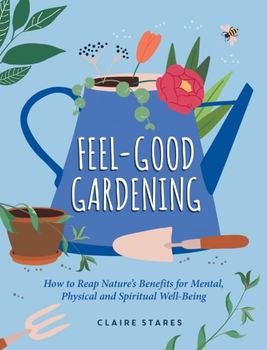 FEEL-GOOD
GARDENING
How to Reap Nature's Benefits for Mental,
Physical and Spiritual Well-Being
CLAIRE STARES